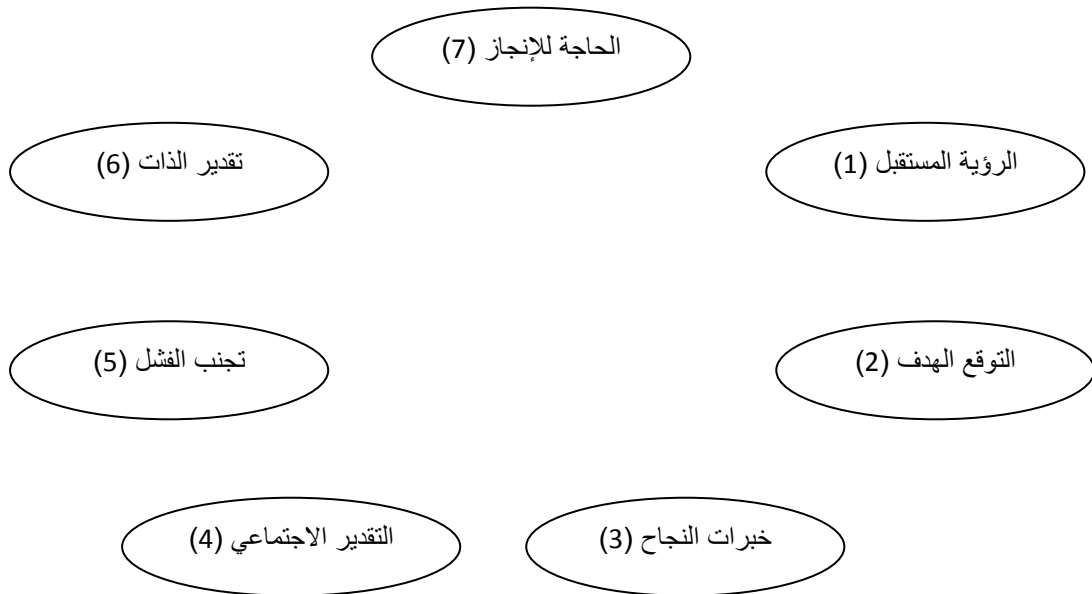 الحاجة للإنجاز (7)
تقدير الذات (6)
الرؤية المستقبل (1)
تجنب الفشل (5)
التوقع الهدف (2)
التقدير الاجتماعي (4)
خبرات النجاح (3)